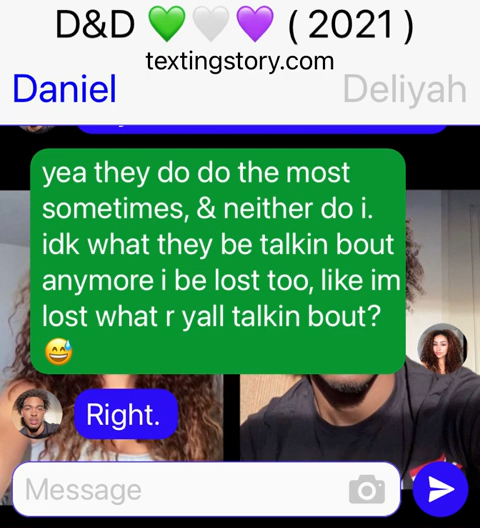 D&D 💚🤍💜 ( 2021 )
textingstory.com
Daniel
Deliyah
yea they do do the most
sometimes, & neither do i.
idk what they be talkin bout
anymore i be lost too, like im
lost what r yall talkin bout?
😅
Right.
Message